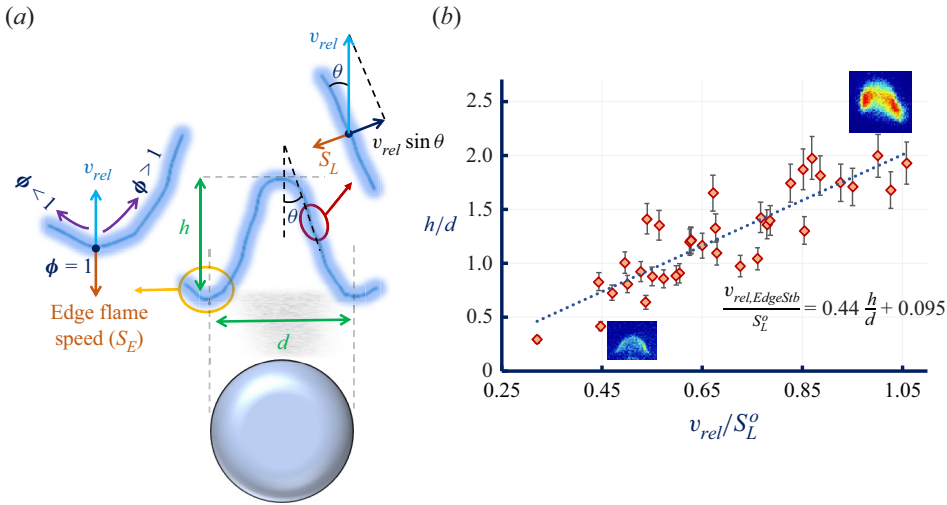 (a)
v_rel
θ
v_rel sin θ
S_L
ϕ < 1
v_rel
ϕ > 1
h
θ
ϕ = 1
Edge flame
speed (S_E)
d
(b)
2.5
2.0
1.5
h/d
1.0
0.5
0
v_rel,EdgeStb / S_L^o = 0.44 h/d + 0.095
0.25 0.45 0.65 0.85 1.05
v_rel/S_L^o